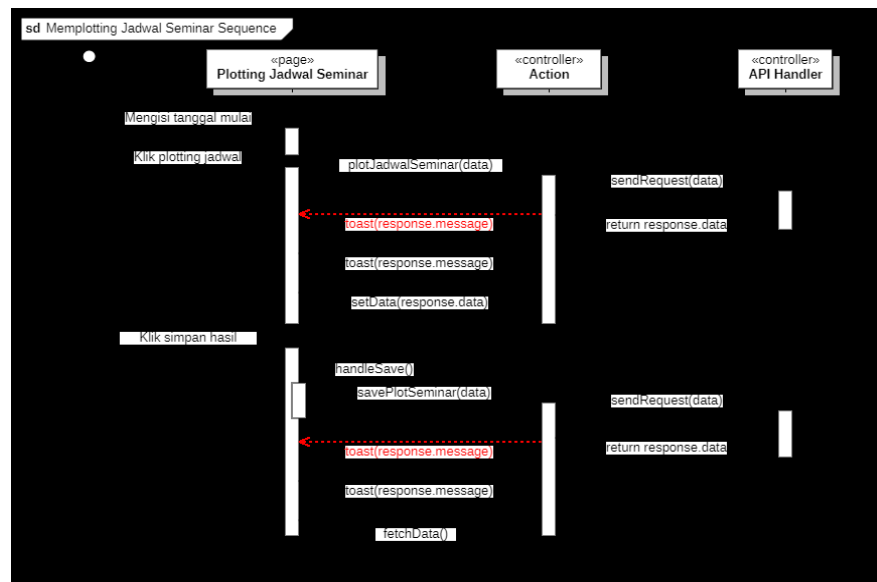 sd Memplotting Jadwal Seminar Sequence
«page»
Plotting Jadwal Seminar
«controller»
Action
«controller»
API Handler
Mengisi tanggal mulai
Klik plotting jadwal
plotJadwalSeminar(data)
sendRequest(data)
toast(response.message)
return response.data
toast(response.message)
setData(response.data)
Klik simpan hasil
handleSave()
savePlotSeminar(data)
sendRequest(data)
toast(response.message)
return response.data
toast(response.message)
fetchData()